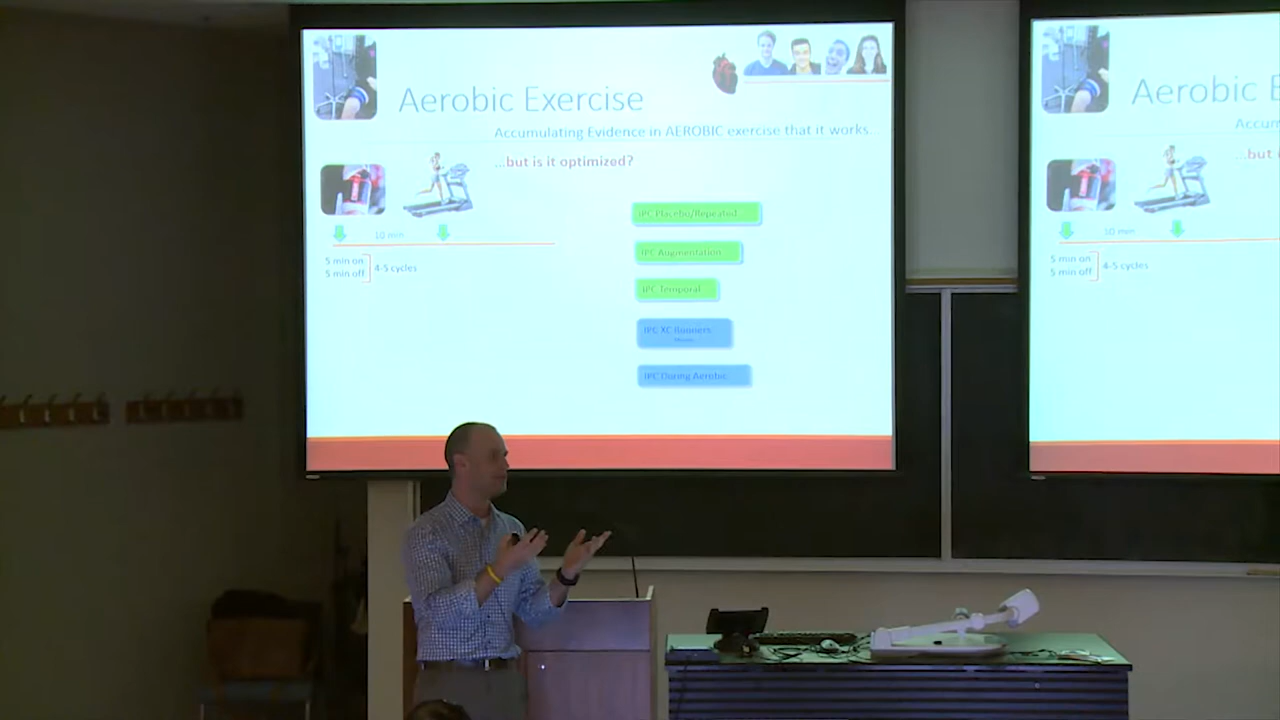 Aerobic Exercise
Accumulating Evidence in AEROBIC exercise that it works...
...but is it optimized?
10 min
5 min on
5 min off
4-5 cycles
IPC Placebo/Repeated
IPC Augmentation
IPC Temporal
IPC XC Runners
IPC During Aerobic
Aerobic E
Accum
...but
10 min
5 min on
5 min off
4-5 cycles